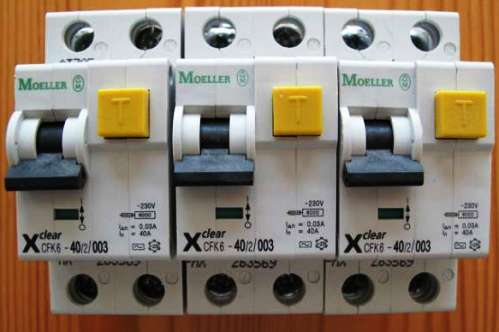 MOELLER
T
~230V
6000
IΔn = 0,03A
In = 40A
Xclear
CFK6 - 40/2/003
263569
MOELLER
T
~230V
6000
IΔn = 0,03A
In = 40A
Xclear
CFK6 - 40/2/003
263569
MOELLER
T
~230V
6000
IΔn = 0,03A
In = 40A
Xclear
CFK6 - 40/2/003
263569